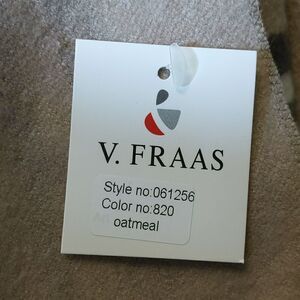 V. FRAAS
Style no:061256
Color no:820
oatmeal